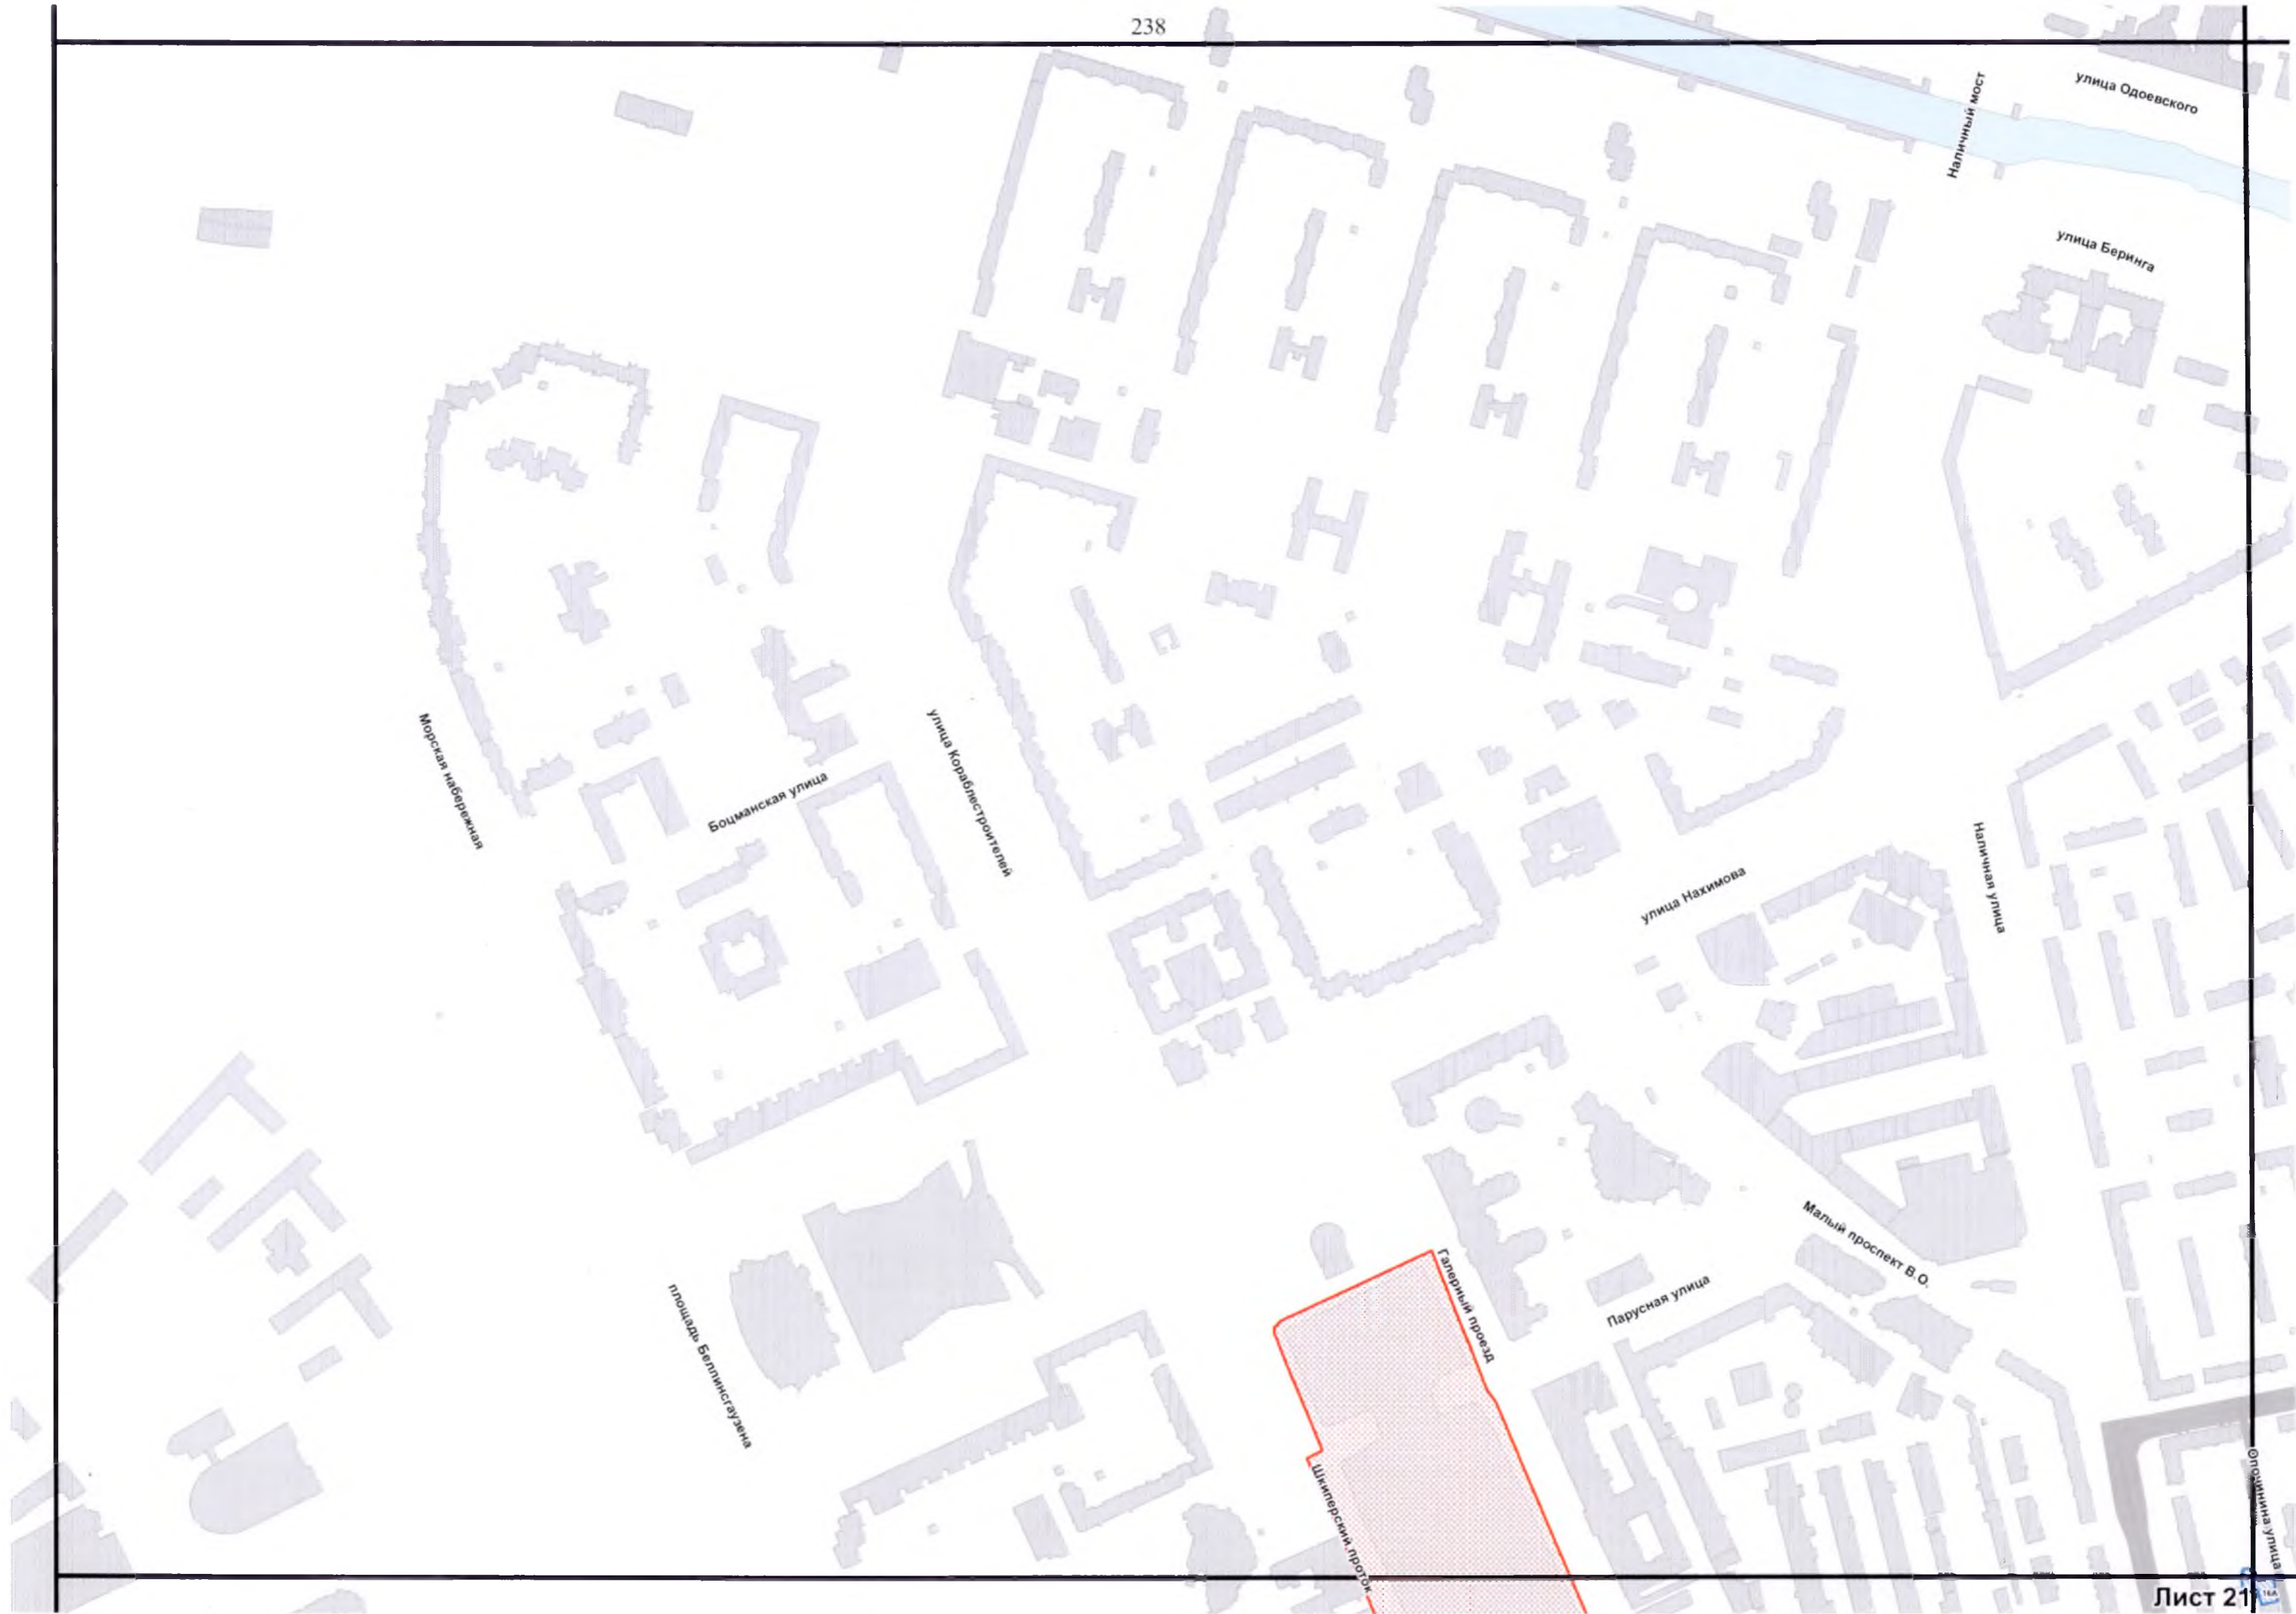 238
улица Одоевского
Наличный мост
улица Беринга
Морская набережная
улица Кораблестроителей
Боцманская улица
Наличная улица
улица Нахимова
Малый проспект В.О.
Галерный проезд
Парусная улица
площадь Беллинсгаузена
Шкиперский проток
Опочинина улица
Лист 21